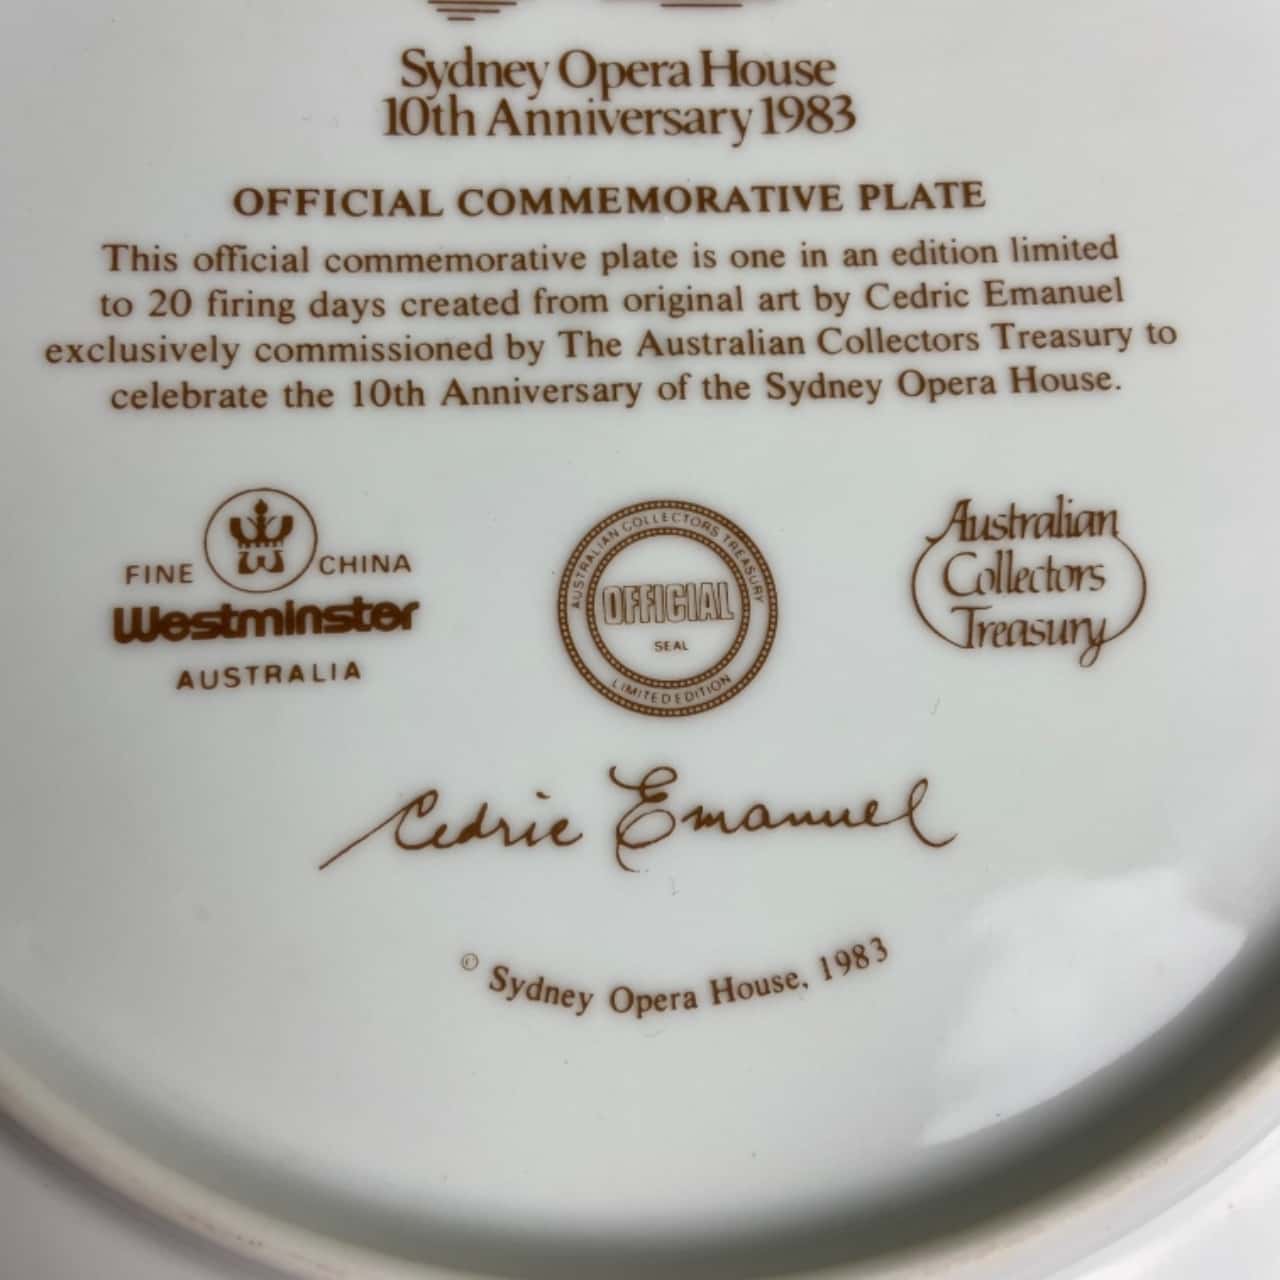 Sydney Opera House
10th Anniversary 1983
OFFICIAL COMMEMORATIVE PLATE
This official commemorative plate is one in an edition limited
to 20 firing days created from original art by Cedric Emanuel
exclusively commissioned by The Australian Collectors Treasury to
celebrate the 10th Anniversary of the Sydney Opera House.
FINE CHINA
Westminster
AUSTRALIA
AUSTRALIAN COLLECTORS TREASURY
OFFICIAL
SEAL
LIMITED EDITION
Australian
Collectors
Treasury
Cedric Emanuel
© Sydney Opera House, 1983